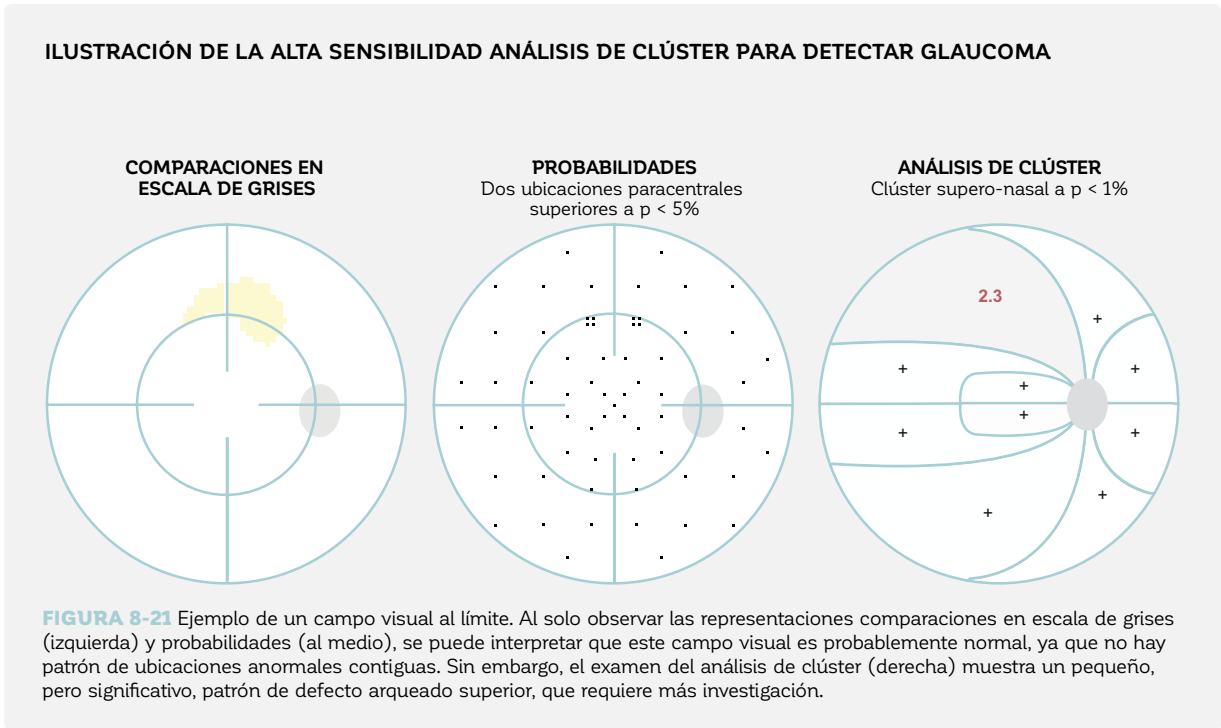 ILUSTRACIÓN DE LA ALTA SENSIBILIDAD ANÁLISIS DE CLÚSTER PARA DETECTAR GLAUCOMA
COMPARACIONES EN
ESCALA DE GRISES
PROBABILIDADES
Dos ubicaciones paracentrales
superiores a p < 5%
ANÁLISIS DE CLÚSTER
Clúster supero-nasal a p < 1%
2.3
+
+
+
+
+
+
+
+
+
FIGURA 8-21 Ejemplo de un campo visual al límite. Al solo observar las representaciones comparaciones en escala de grises
(izquierda) y probabilidades (al medio), se puede interpretar que este campo visual es probablemente normal, ya que no hay
patrón de ubicaciones anormales contiguas. Sin embargo, el examen del análisis de clúster (derecha) muestra un pequeño,
pero significativo, patrón de defecto arqueado superior, que requiere más investigación.